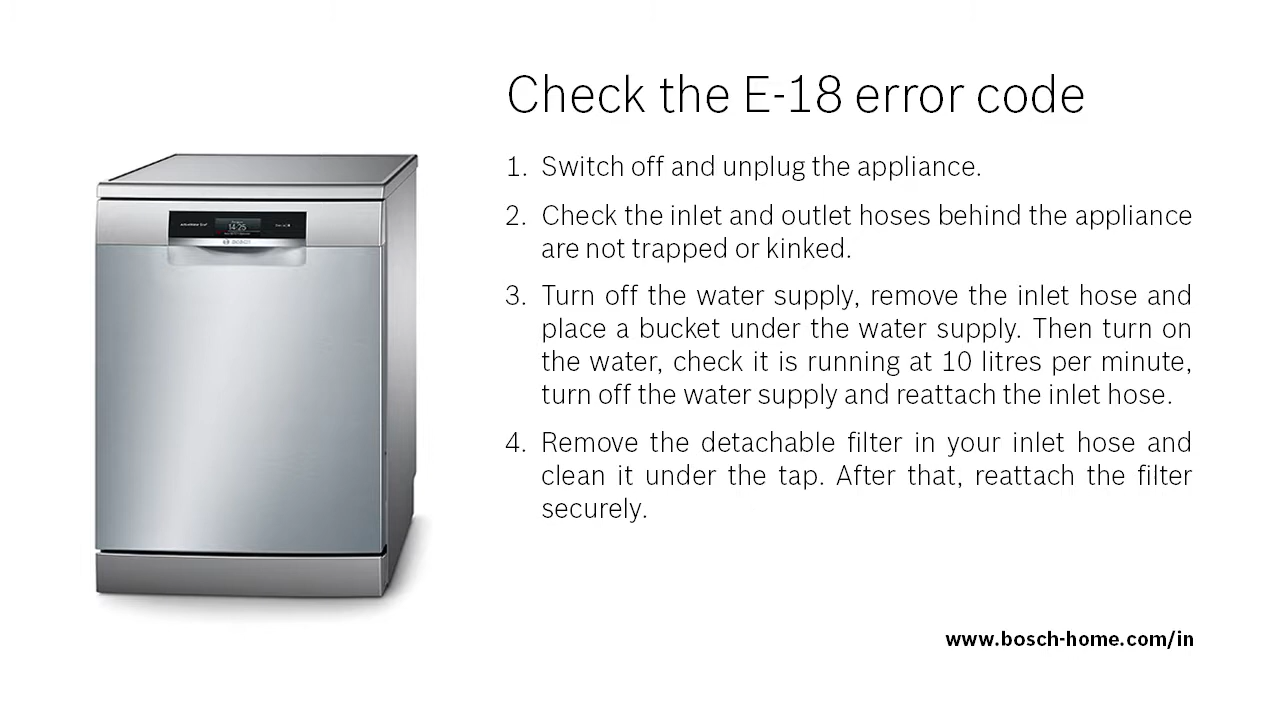 Check the E-18 error code
1. Switch off and unplug the appliance.
2. Check the inlet and outlet hoses behind the appliance
are not trapped or kinked.
3. Turn off the water supply, remove the inlet hose and
place a bucket under the water supply. Then turn on
the water, check it is running at 10 litres per minute,
turn off the water supply and reattach the inlet hose.
4. Remove the detachable filter in your inlet hose and
clean it under the tap. After that, reattach the filter
securely.
14:25
BOSCH
www.bosch-home.com/in